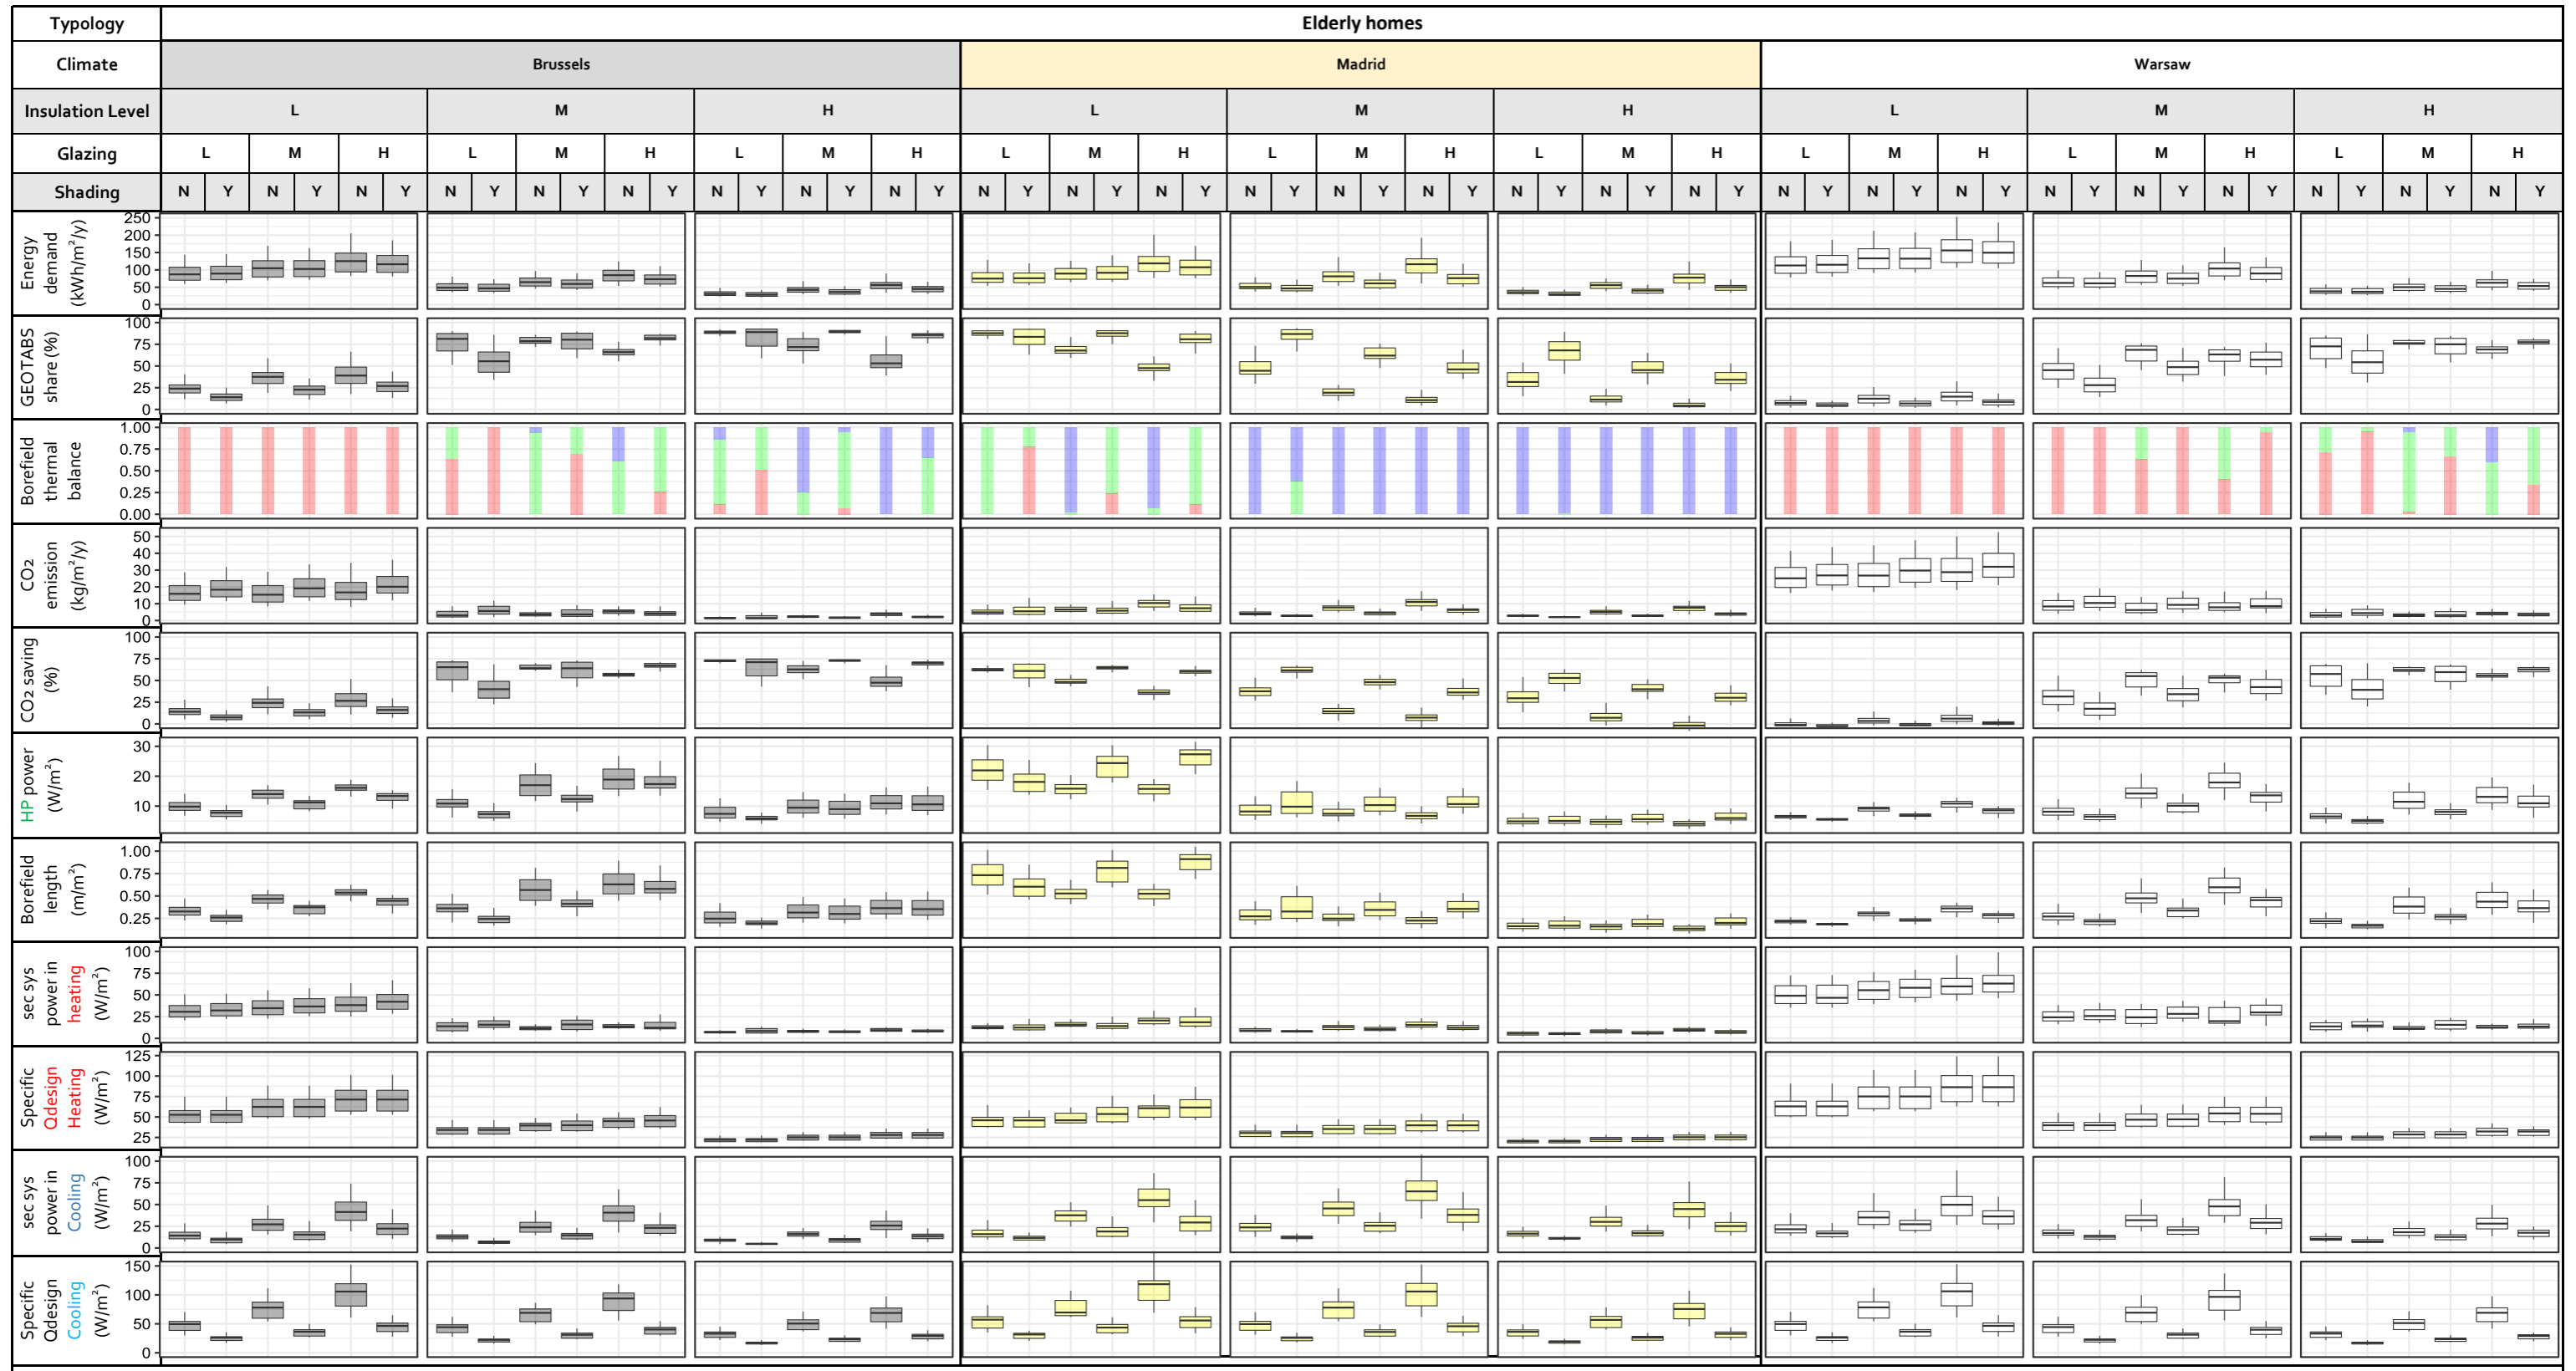 Typology Elderly homes
Climate Brussels Madrid Warsaw
Insulation Level L M H L M H L M H
Glazing L M H L M H L M H L M H L M H L M H L M H L M H L M H
Shading N Y N Y N Y N Y N Y N Y N Y N Y N Y N Y N Y N Y N Y N Y N Y N Y N Y N Y N Y N Y N Y N Y N Y N Y N Y N Y N Y
Energy
demand
(kWh/m²/y)
250
200
150
100
50
0
GEOTABS
share (%)
100
75
50
25
0
Borefield
thermal
balance
1.00
0.75
0.50
0.25
0.00
CO2
emission
(kg/m²/y)
50
40
30
20
10
0
CO2 saving
(%)
100
75
50
25
0
HP power
(W/m²)
30
20
10
Borefield
length
(m/m²)
1.00
0.75
0.50
0.25
sec sys
power in
heating
(W/m²)
100
75
50
25
0
Specific
Qdesign
Heating
(W/m²)
125
100
75
50
25
sec sys
power in
Cooling
(W/m²)
100
75
50
25
0
Specific
Qdesign
Cooling
(W/m²)
150
100
50
0